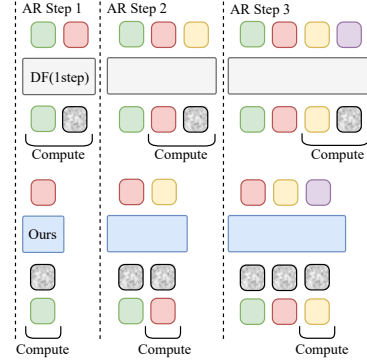 AR Step 1 AR Step 2 AR Step 3
DF(1step)
Compute Compute Compute
Ours
Compute Compute Compute